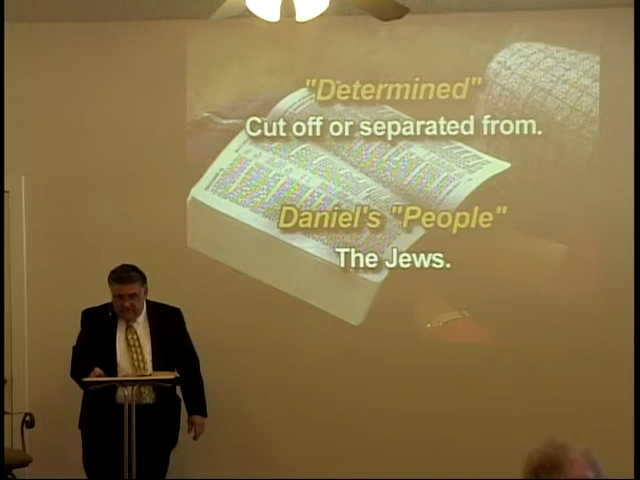 "Determined"
Cut off or separated from.
Daniel's "People"
The Jews.